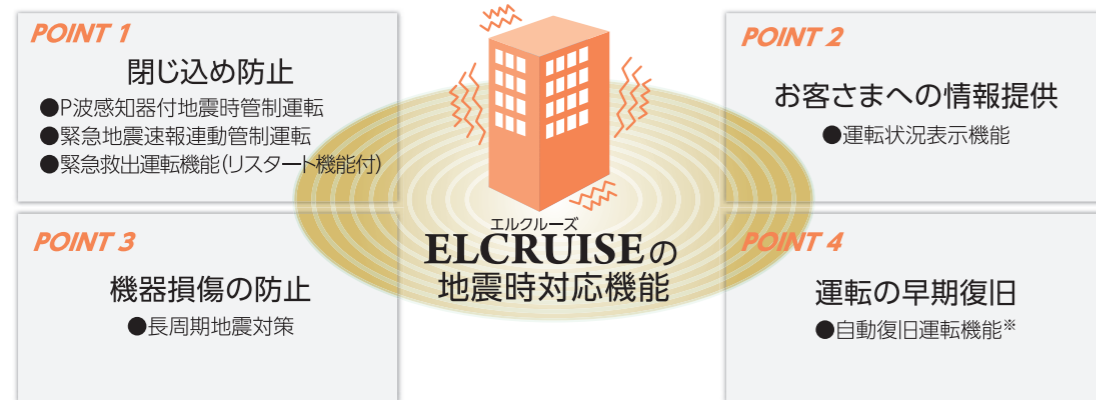 POINT 1
閉じ込め防止
●P波感知器付地震時管制運転
●緊急地震速報連動管制運転
●緊急救出運転機能(リスタート機能付)
POINT 2
お客さまへの情報提供
●運転状況表示機能
エルクルーズ
ELCRUISEの
地震時対応機能
POINT 3
機器損傷の防止
●長周期地震対策
POINT 4
運転の早期復旧
●自動復旧運転機能※